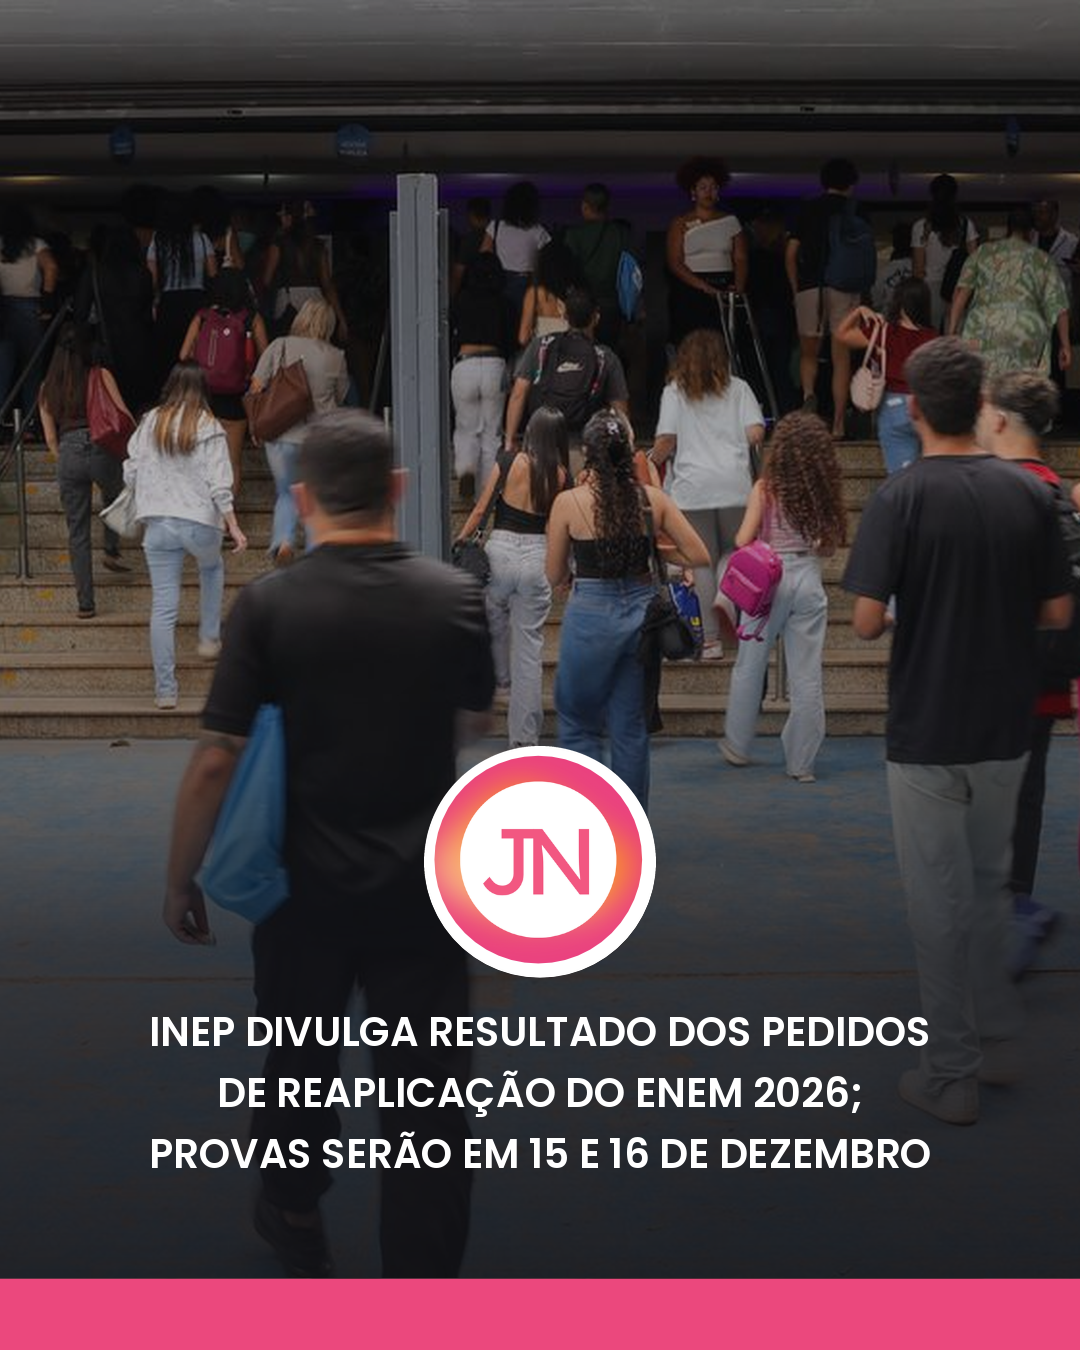 JN
INEP DIVULGA RESULTADO DOS PEDIDOS
DE REAPLICAÇÃO DO ENEM 2026;
PROVAS SERÃO EM 15 E 16 DE DEZEMBRO